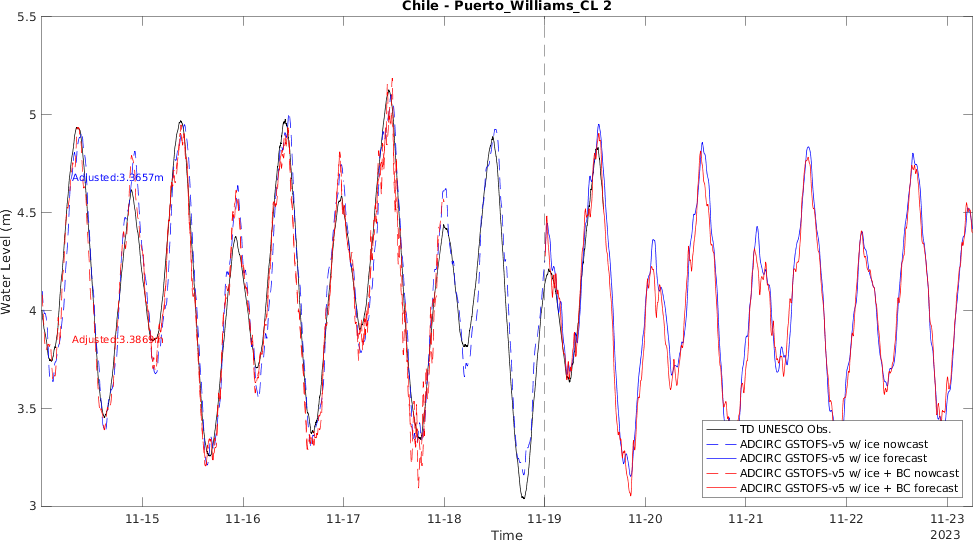 Chile - Puerto_Williams_CL 2
5.5
5
4.5
4
3.5
3
Water Level (m)
Adjusted:3.3657m
Adjusted:3.3869m
TD UNESCO Obs.
ADCIRC GSTOFS-v5 w/ ice nowcast
ADCIRC GSTOFS-v5 w/ ice forecast
ADCIRC GSTOFS-v5 w/ ice + BC nowcast
ADCIRC GSTOFS-v5 w/ ice + BC forecast
11-15
11-16
11-17
11-18
11-19
11-20
11-21
11-22
11-23
2023
Time